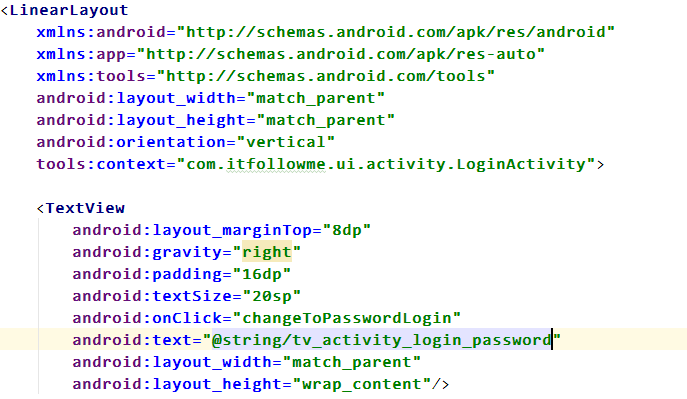 <LinearLayout
xmlns:android="http://schemas.android.com/apk/res/android"
xmlns:app="http://schemas.android.com/apk/res-auto"
xmlns:tools="http://schemas.android.com/tools"
android:layout_width="match_parent"
android:layout_height="match_parent"
android:orientation="vertical"
tools:context="com.itfollowme.ui.activity.LoginActivity">
<TextView
android:layout_marginTop="8dp"
android:gravity="right"
android:padding="16dp"
android:textSize="20sp"
android:onClick="changeToPasswordLogin"
android:text="@string/tv_activity_login_password"
android:layout_width="match_parent"
android:layout_height="wrap_content"/>